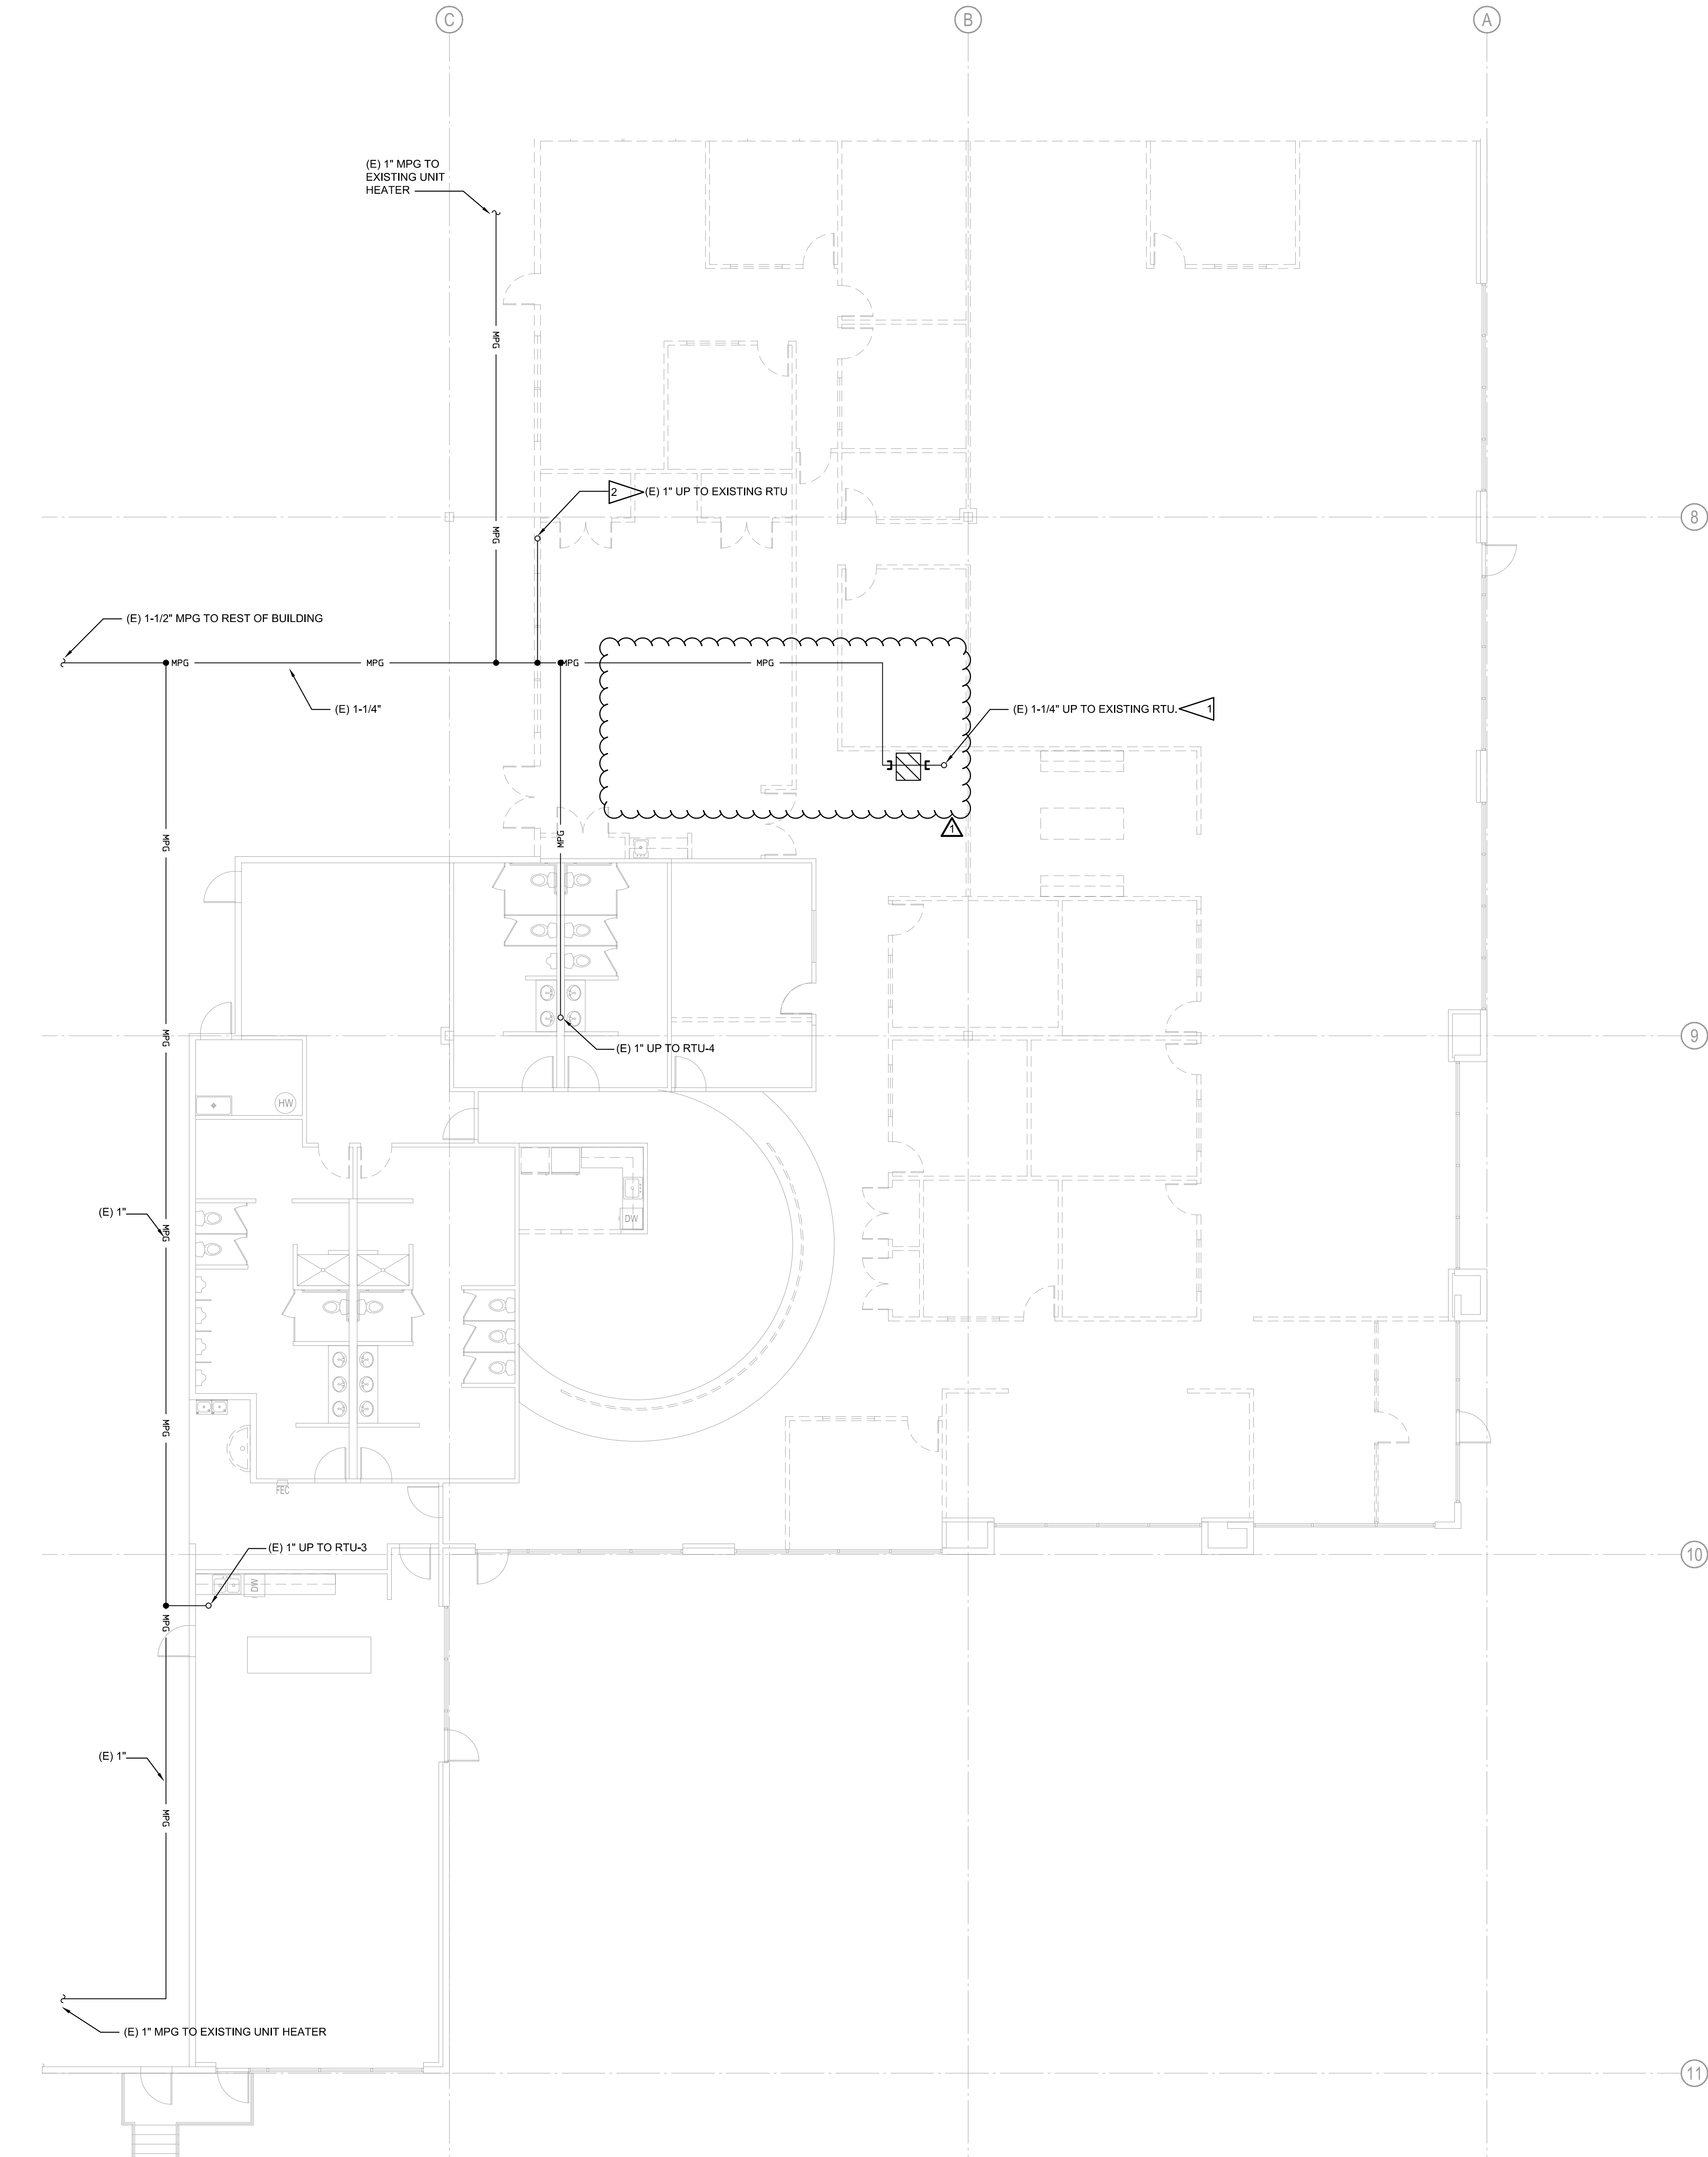 C
B
A
(E) 1" MPG TO
EXISTING UNIT
HEATER
MPG
2
(E) 1" UP TO EXISTING RTU
8
MPG
(E) 1-1/2" MPG TO REST OF BUILDING
MPG
MPG
MPG
MPG
(E) 1-1/4"
(E) 1-1/4" UP TO EXISTING RTU.
1
1
MPG
MPG
MPG
9
(E) 1" UP TO RTU-4
HW
(E) 1"
MPG
DW
MPG
FEC
(E) 1" UP TO RTU-3
10
DW
MPG
(E) 1"
MPG
(E) 1" MPG TO EXISTING UNIT HEATER
11